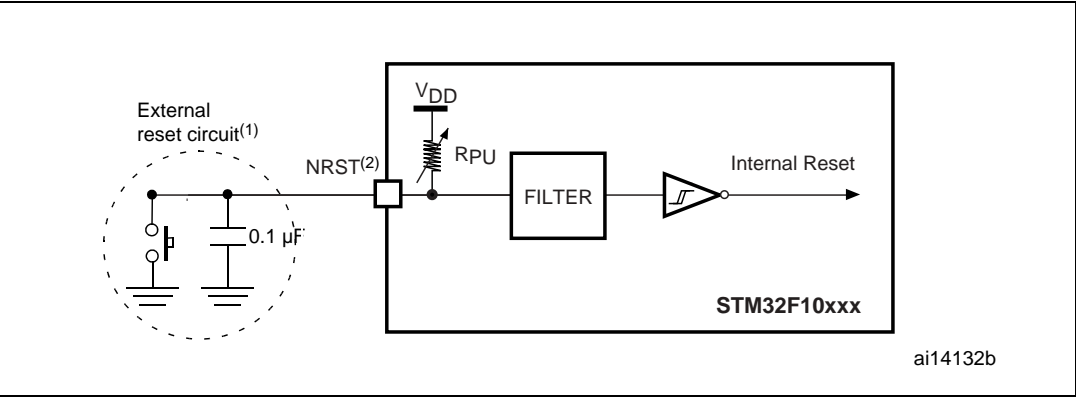 External
reset circuit(1)
VDD
RPU
NRST(2)
Internal Reset
FILTER
0.1 µF
STM32F10xxx
ai14132b